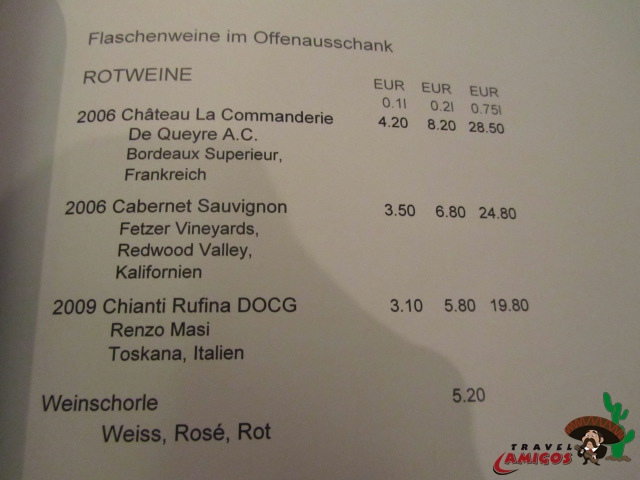 Flaschenweine im Offenausschank
ROTWEINE
EUR EUR EUR
0.1l 0.2l 0.75l
2006 Château La Commanderie 4.20 8.20 28.50
De Queyre A.C.
Bordeaux Superieur,
Frankreich
2006 Cabernet Sauvignon 3.50 6.80 24.80
Fetzer Vineyards,
Redwood Valley,
Kalifornien
2009 Chianti Rufina DOCG 3.10 5.80 19.80
Renzo Masi
Toskana, Italien
Weinschorle 5.20
Weiss, Rosé, Rot
TRAVEL
AMIGOS